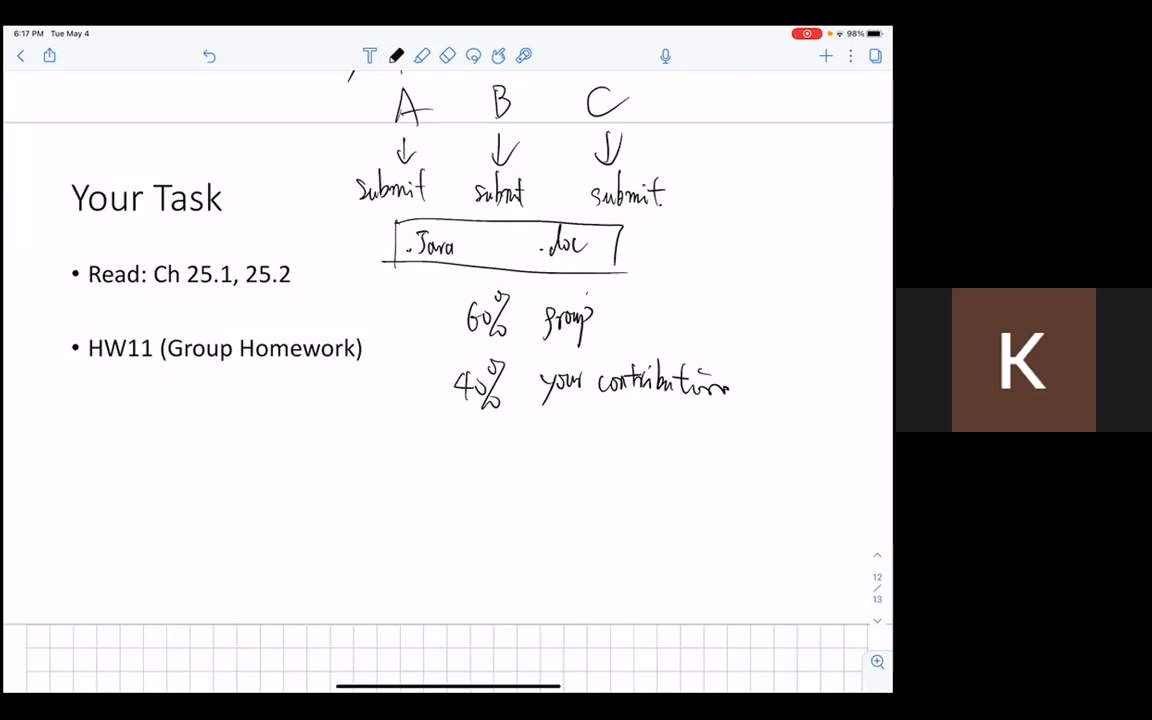 6:17 PM Tue May 4
98%
T
A B C
submit submt submit.
Your Task
.Java .doc
• Read: Ch 25.1, 25.2
60% group
• HW11 (Group Homework)
40% your contribution
K
12
/
13